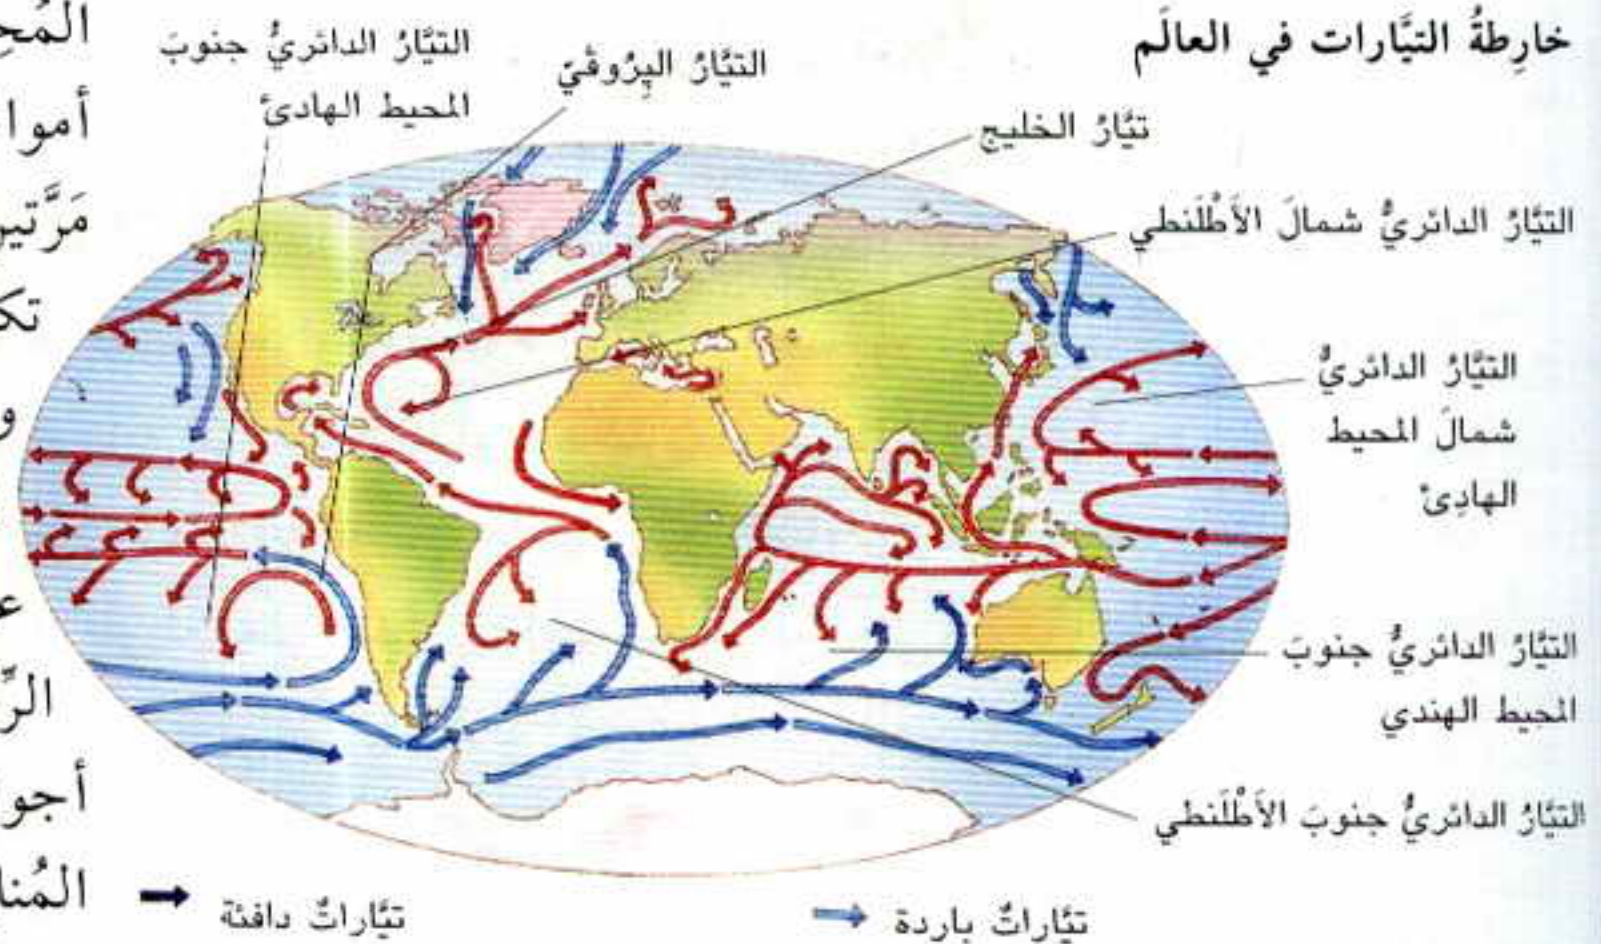 خارِطةُ التيَّارات في العالَم
التيَّارُ الدائريُّ جنوبَ
المحيط الهادئ
التيَّارُ البِرُوڤيّ
تيَّارُ الخليج
التيَّارُ الدائريُّ شمالَ الأَطْلَنطي
التيَّارُ الدائريُّ
شمالَ المحيط
الهادِئ
التيَّارُ الدائريُّ جنوبَ
المحيط الهندي
التيَّارُ الدائريُّ جنوبَ الأَطْلَنطي
تيَّاراتٌ باردة
تيَّاراتٌ دافئة
مَرَّتير